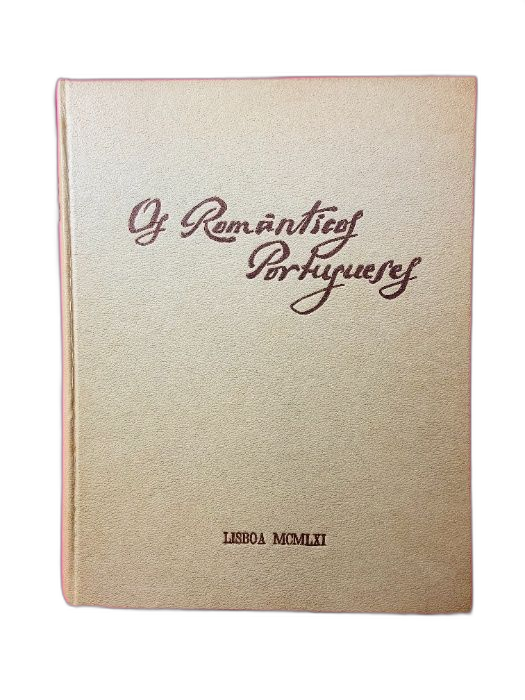 Os Românticos
Portugueses
LISBOA MCMLXI